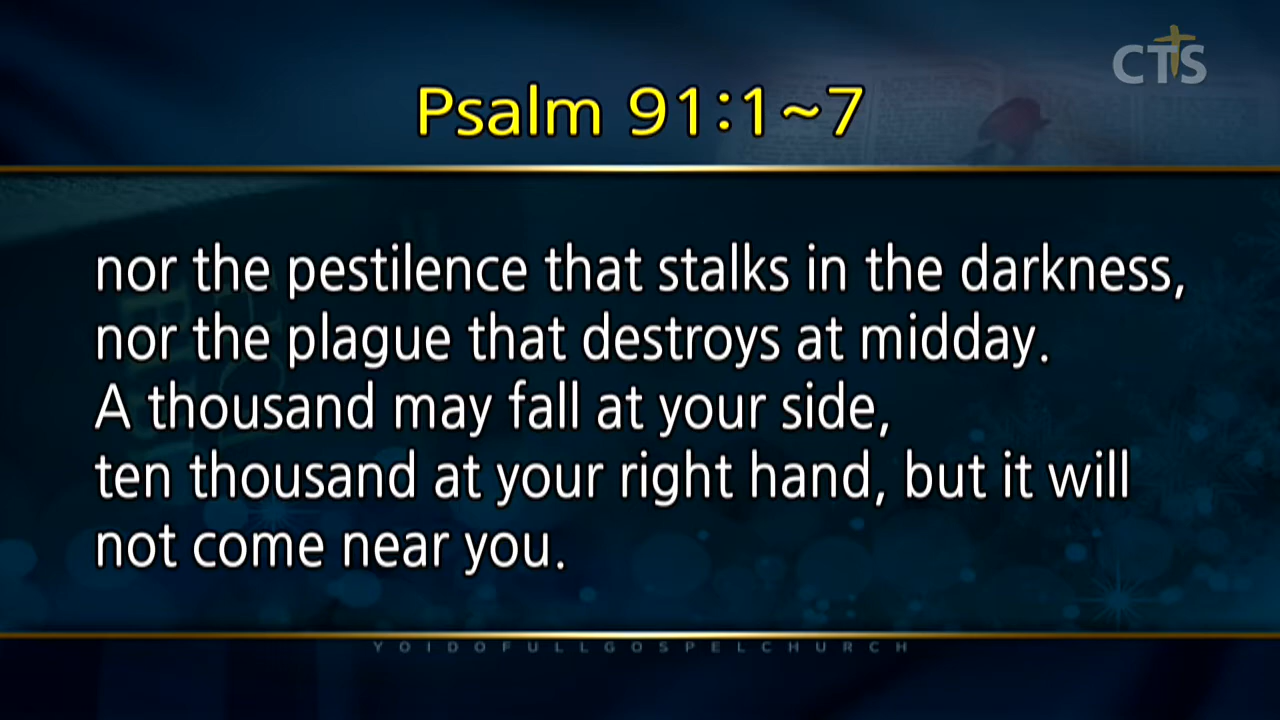 CTS
Psalm 91:1~7
nor the pestilence that stalks in the darkness,
nor the plague that destroys at midday.
A thousand may fall at your side,
ten thousand at your right hand, but it will
not come near you.
YOIDOFULLGOSPELCHURCH